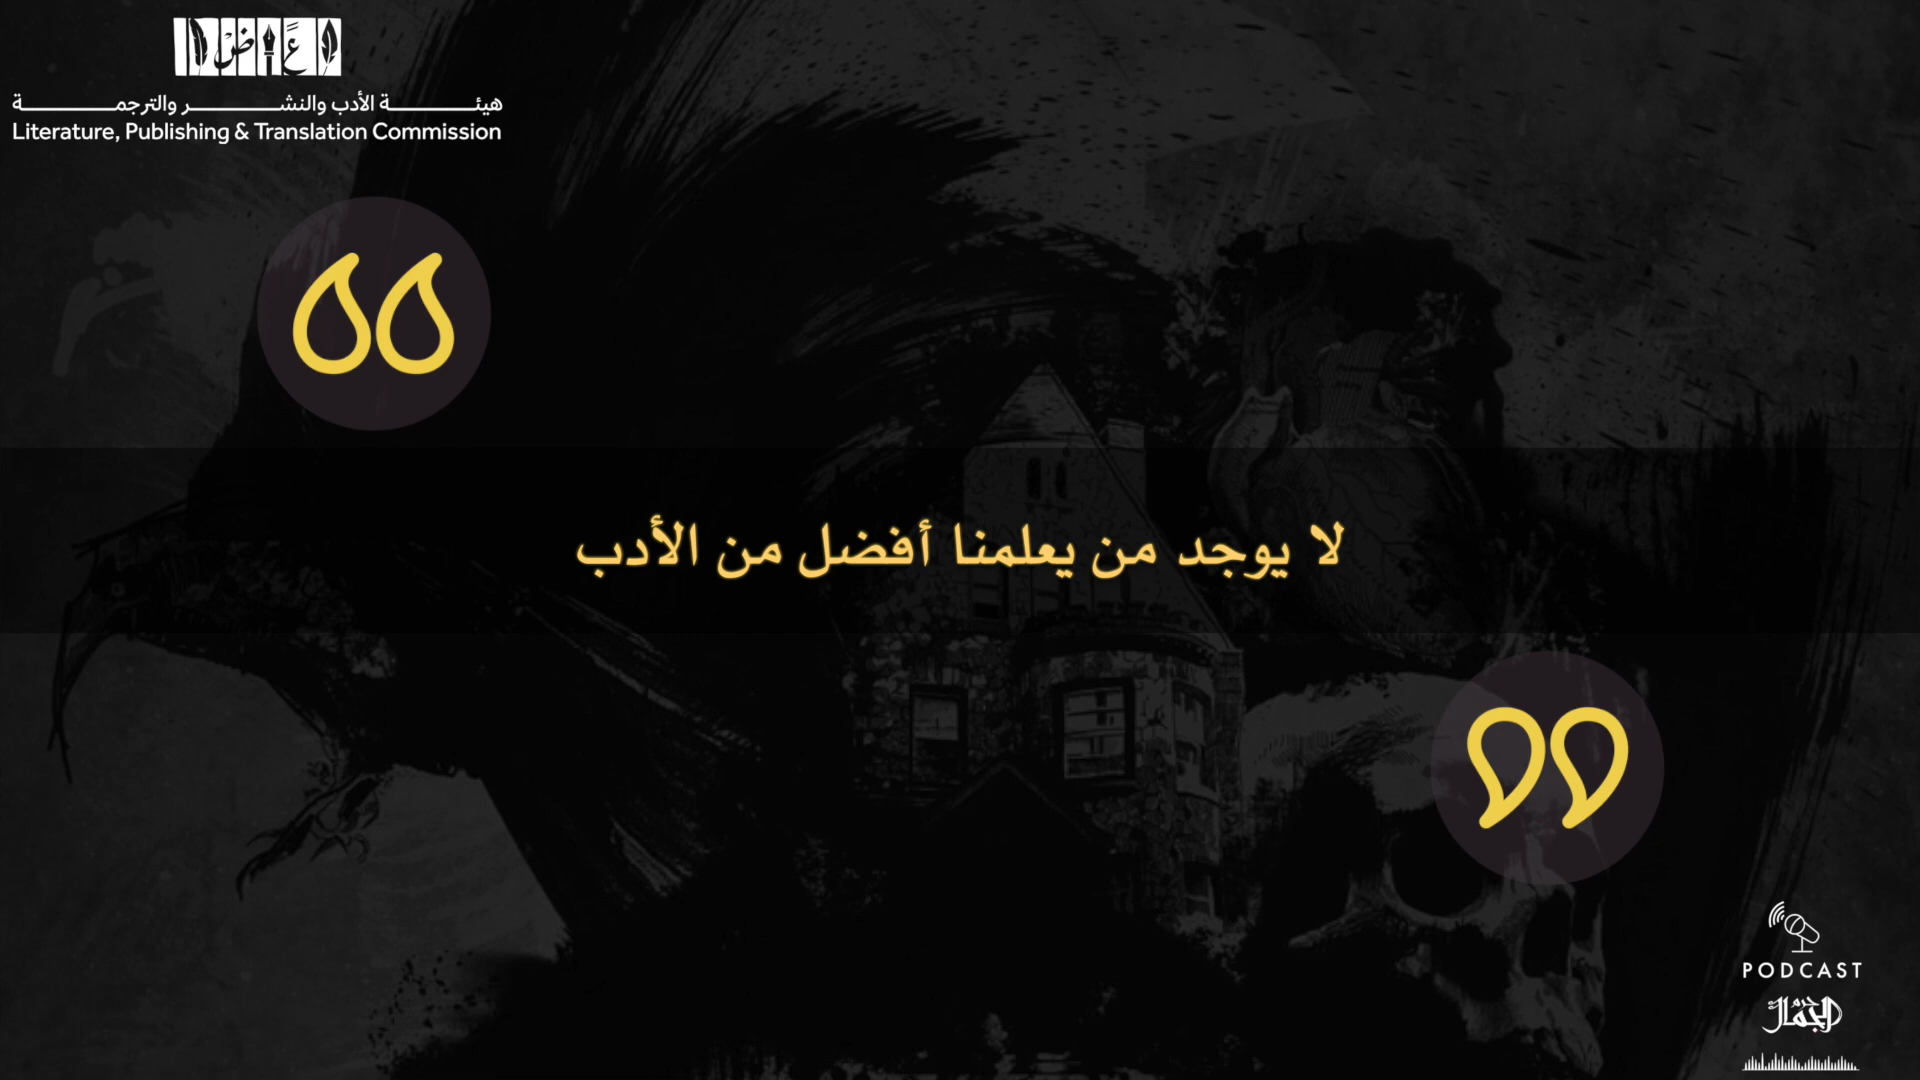 هيئة الأدب والنشر والترجمة
Literature, Publishing & Translation Commission
لا يوجد من يعلمنا أفضل من الأدب
PODCAST